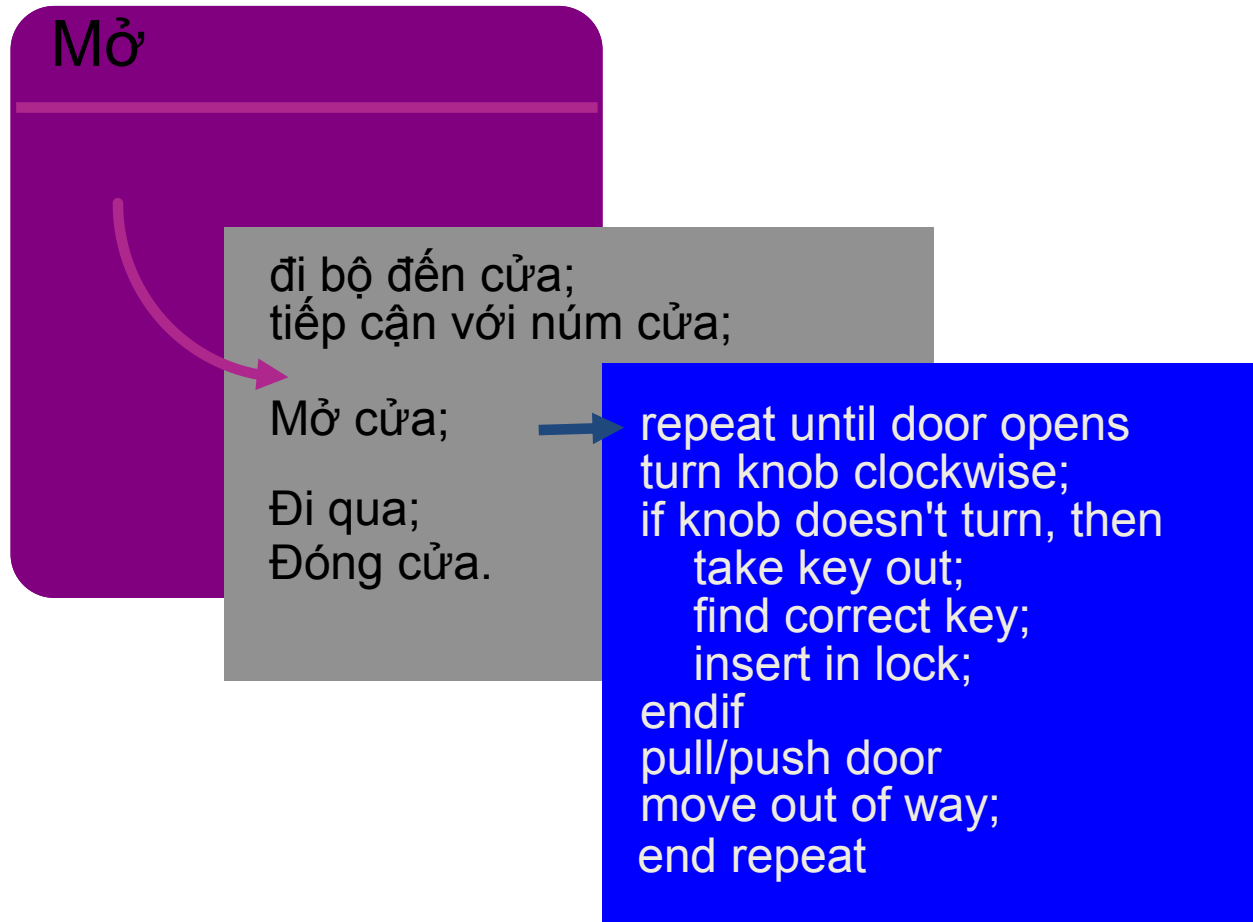 Mở
đi bộ đến cửa;
tiếp cận với núm cửa;
Mở cửa;
Đi qua;
Đóng cửa.
repeat until door opens
turn knob clockwise;
if knob doesn't turn, then
take key out;
find correct key;
insert in lock;
endif
pull/push door
move out of way;
end repeat